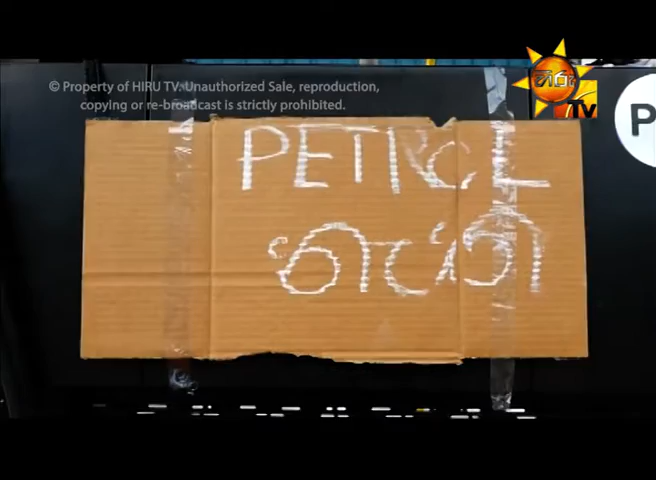 © Property of HIRU TV. Unauthorized Sale, reproduction,
copying or re-broadcast is strictly prohibited.
හිරු
TV
P
PETROL